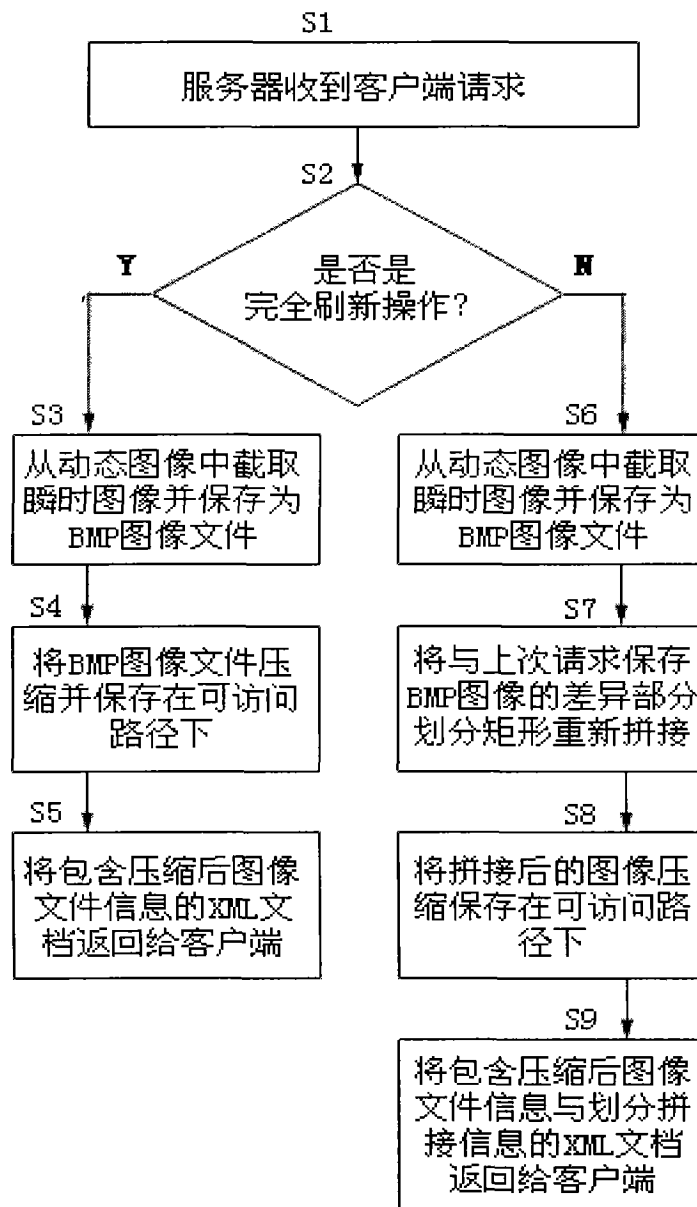 S1
服务器收到客户端请求
S2
是否是
完全刷新操作?
Y
N
S3
从动态图像中截取
瞬时图像并保存为
BMP图像文件
S4
将BMP图像文件压
缩并保存在可访问
路径下
S5
将包含压缩后图像
文件信息的XML文
档返回给客户端
S6
从动态图像中截取
瞬时图像并保存为
BMP图像文件
S7
将与上次请求保存
BMP图像的差异部分
划分矩形重新拼接
S8
将拼接后的图像压
缩保存在可访问路
径下
S9
将包含压缩后图像
文件信息与划分拼
接信息的XML文档
返回给客户端